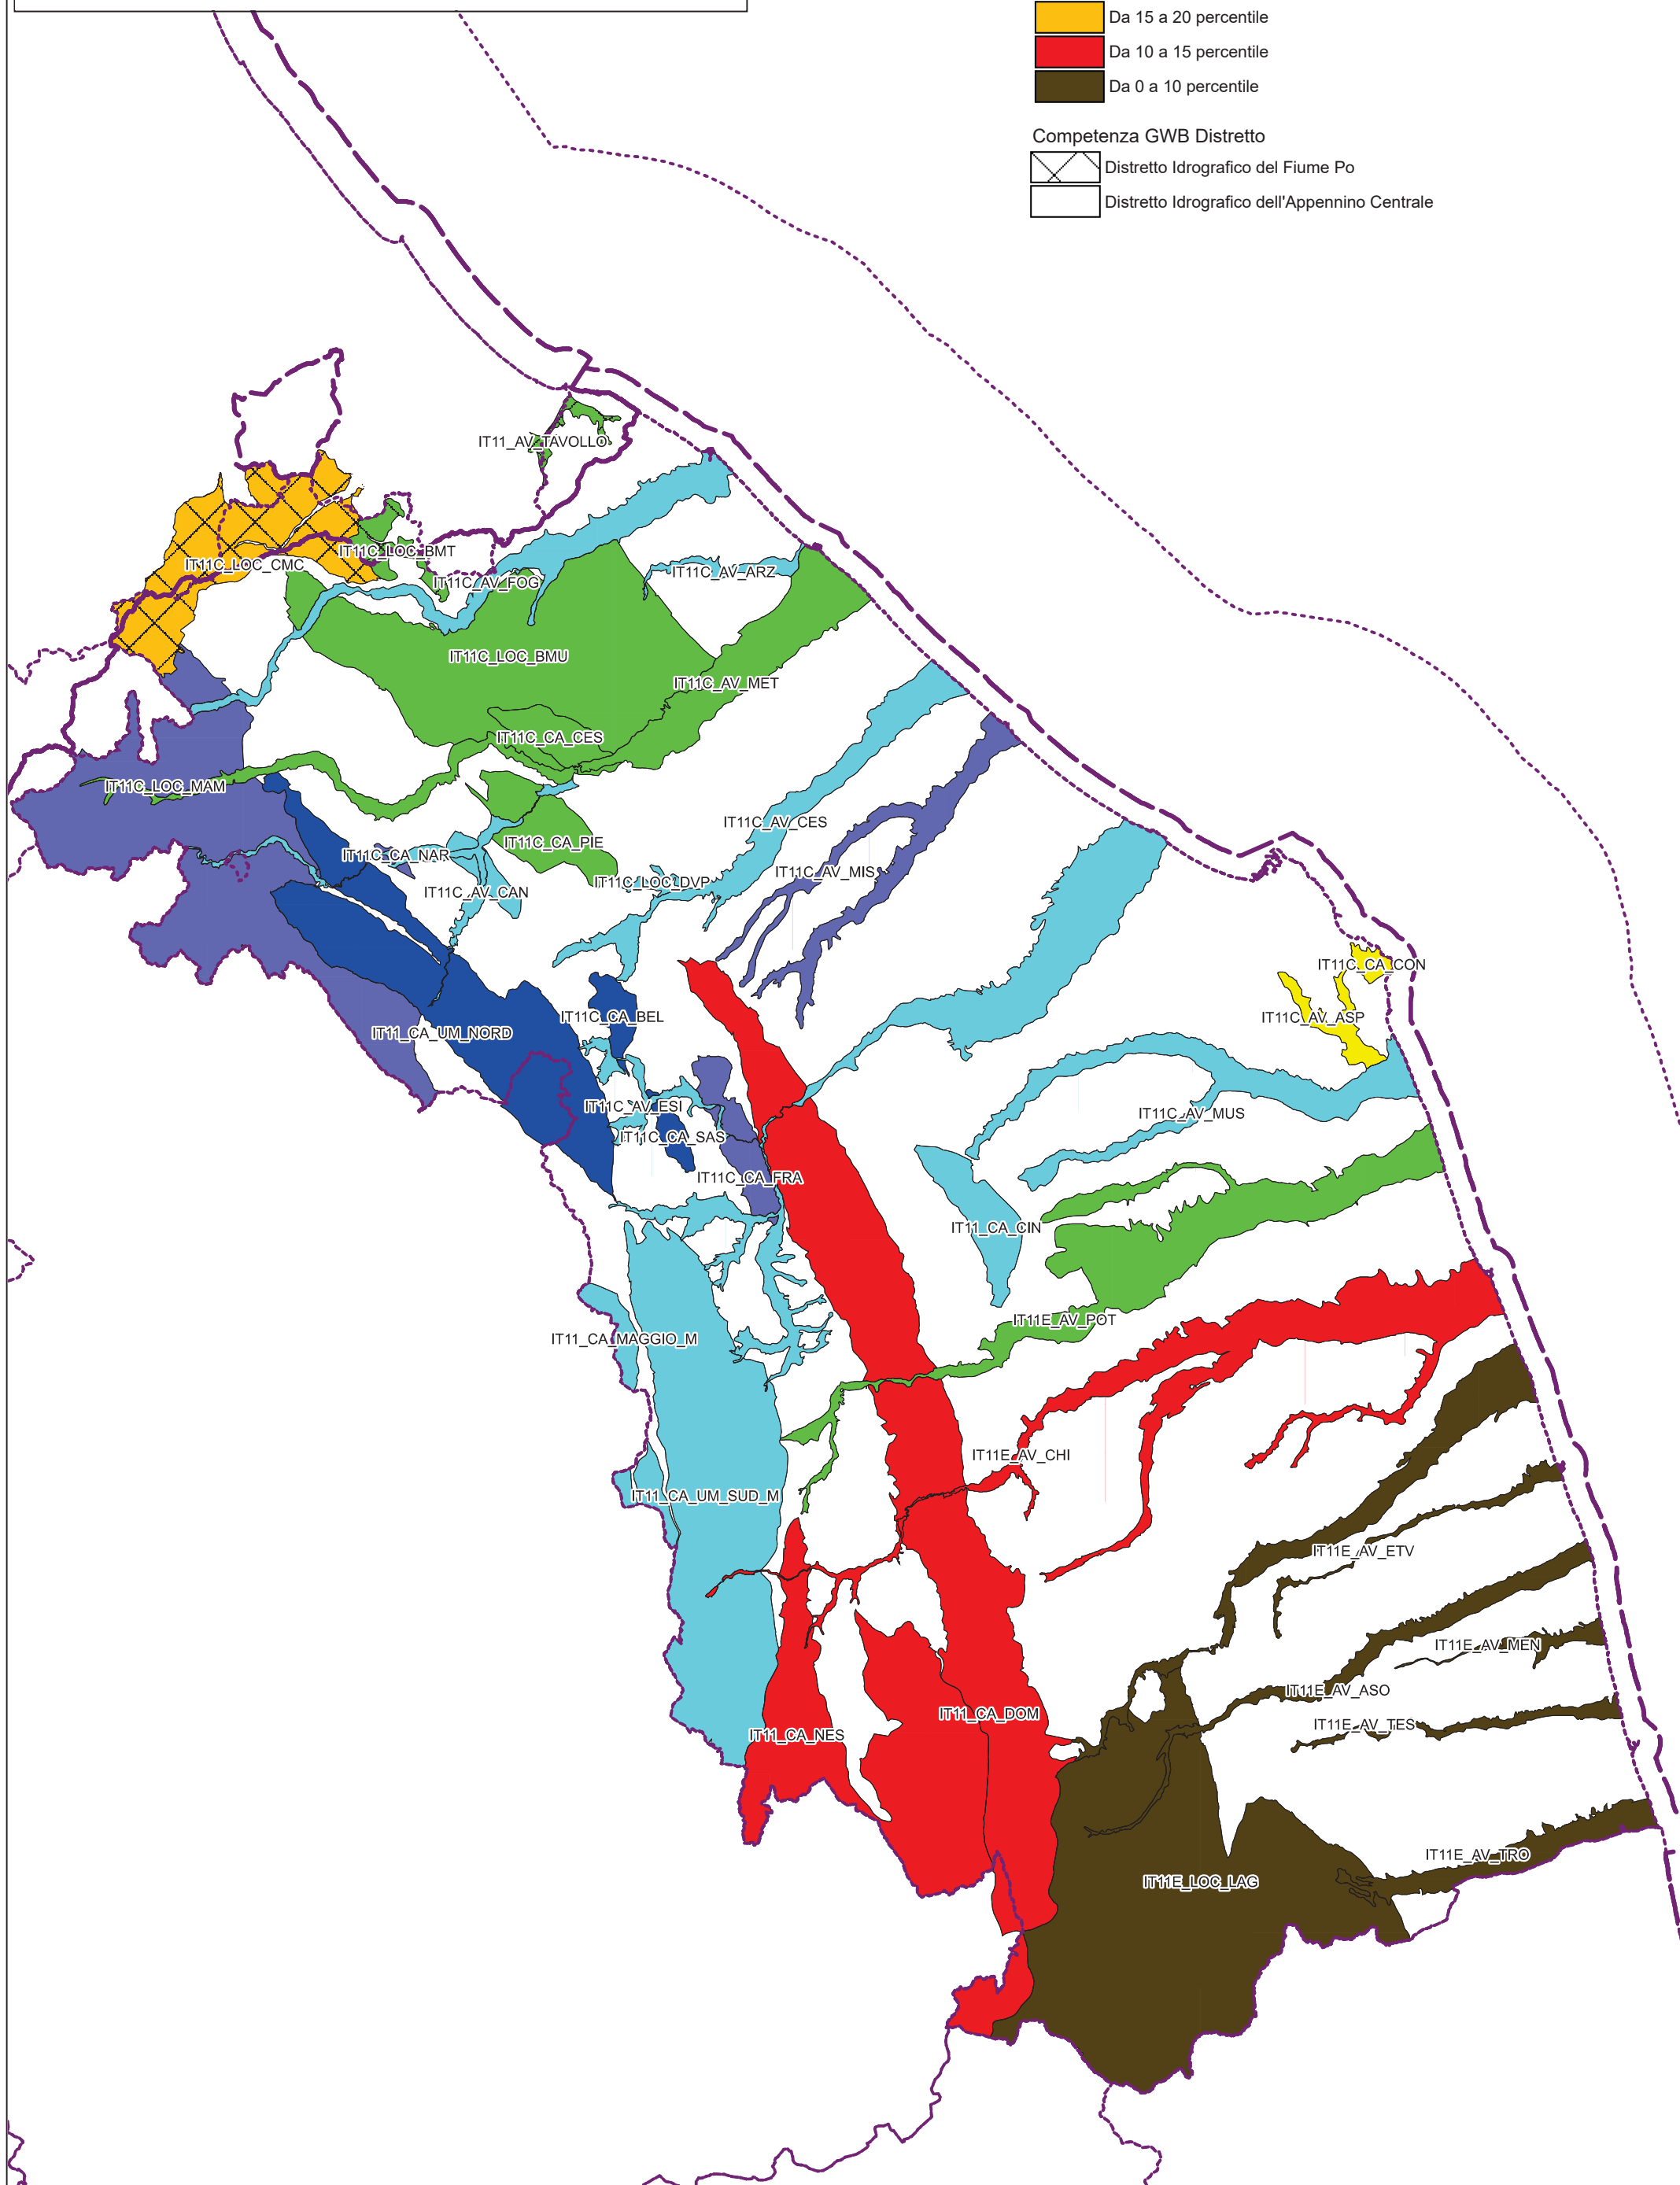 Da 15 a 20 percentile
Da 10 a 15 percentile
Da 0 a 10 percentile
Competenza GWB Distretto
Distretto Idrografico del Fiume Po
Distretto Idrografico dell'Appennino Centrale
IT11_AV_TAVOLLO
IT11C_LOC_BMT
IT11C_LOC_CMC
IT11C_AV_FOG
IT11C_AV_ARZ
IT11C_LOC_BMU
IT11C_AV_MET
IT11C_CA_CES
IT11C_LOC_MAM
IT11C_AV_CES
IT11C_CA_PIE
IT11C_CA_NAR
IT11C_AV_MIS
IT11C_LOC_DVP
IT11C_AV_CAN
IT11C_CA_CON
IT11C_CA_BEL
IT11C_AV_ASP
IT11_CA_UM_NORD
IT11C_AV_ESI
IT11C_AV_MUS
IT11C_CA_SAS
IT11C_CA_FRA
IT11_CA_CIN
IT11E_AV_POT
IT11_CA_MAGGIO_M
IT11E_AV_CHI
IT11_CA_UM_SUD_M
IT11E_AV_ETV
IT11E_AV_MEN
IT11E_AV_ASO
IT11_CA_DOM
IT11E_AV_TES
IT11_CA_NES
IT11E_AV_TRO
IT11E_LOC_LAG